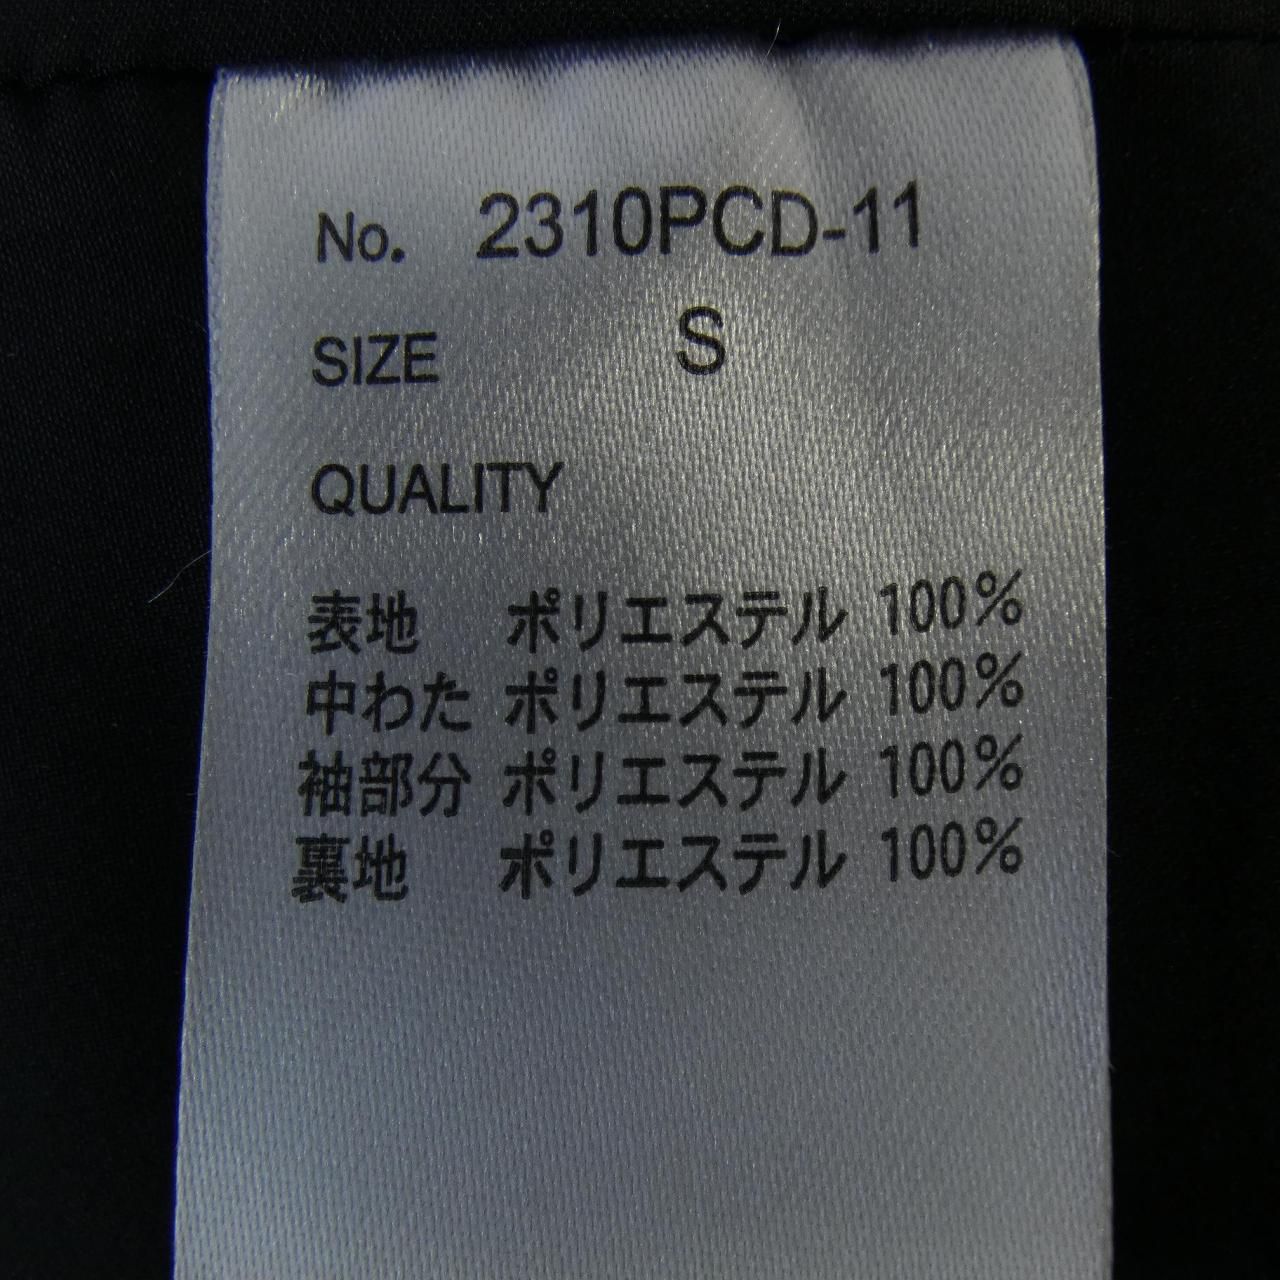 No. 2310PCD-11
SIZE S
QUALITY
表地 ポリエステル 100%
中わた ポリエステル 100%
袖部分 ポリエステル 100%
裏地 ポリエステル 100%